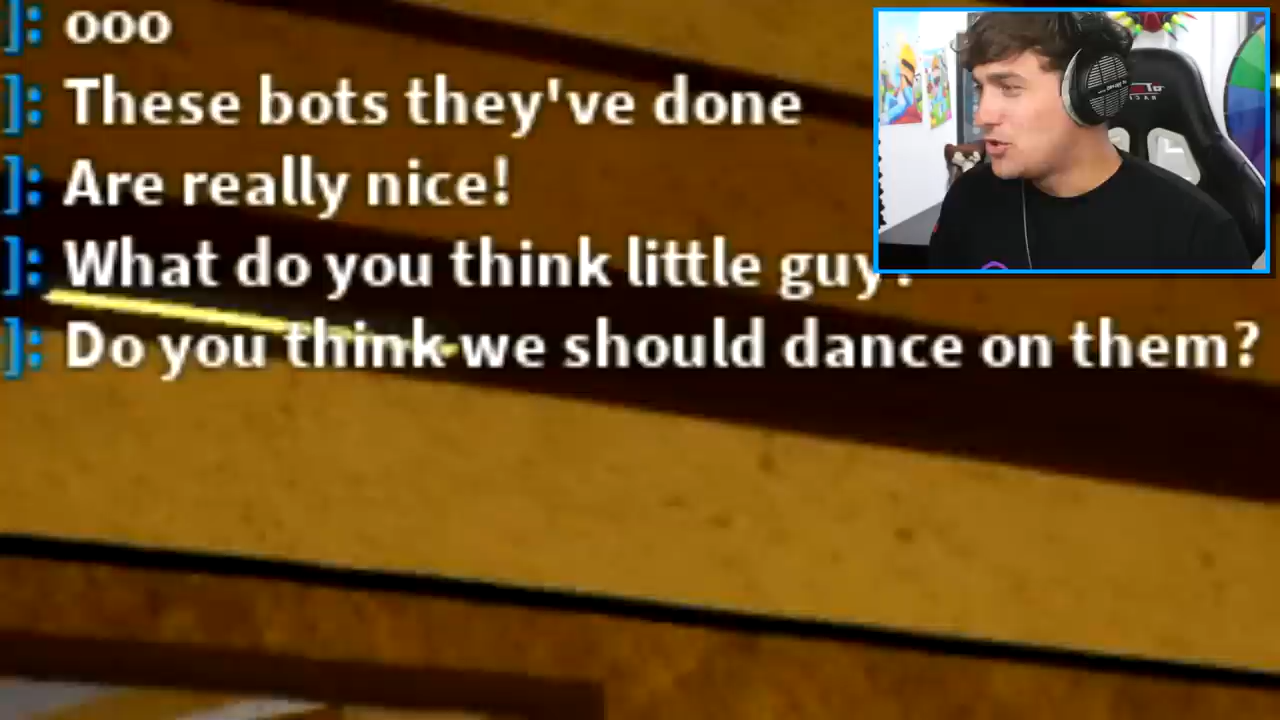 ]: ooo
]: These bots they've done
]: Are really nice!
]: What do you think little guy?
]: Do you think we should dance on them?